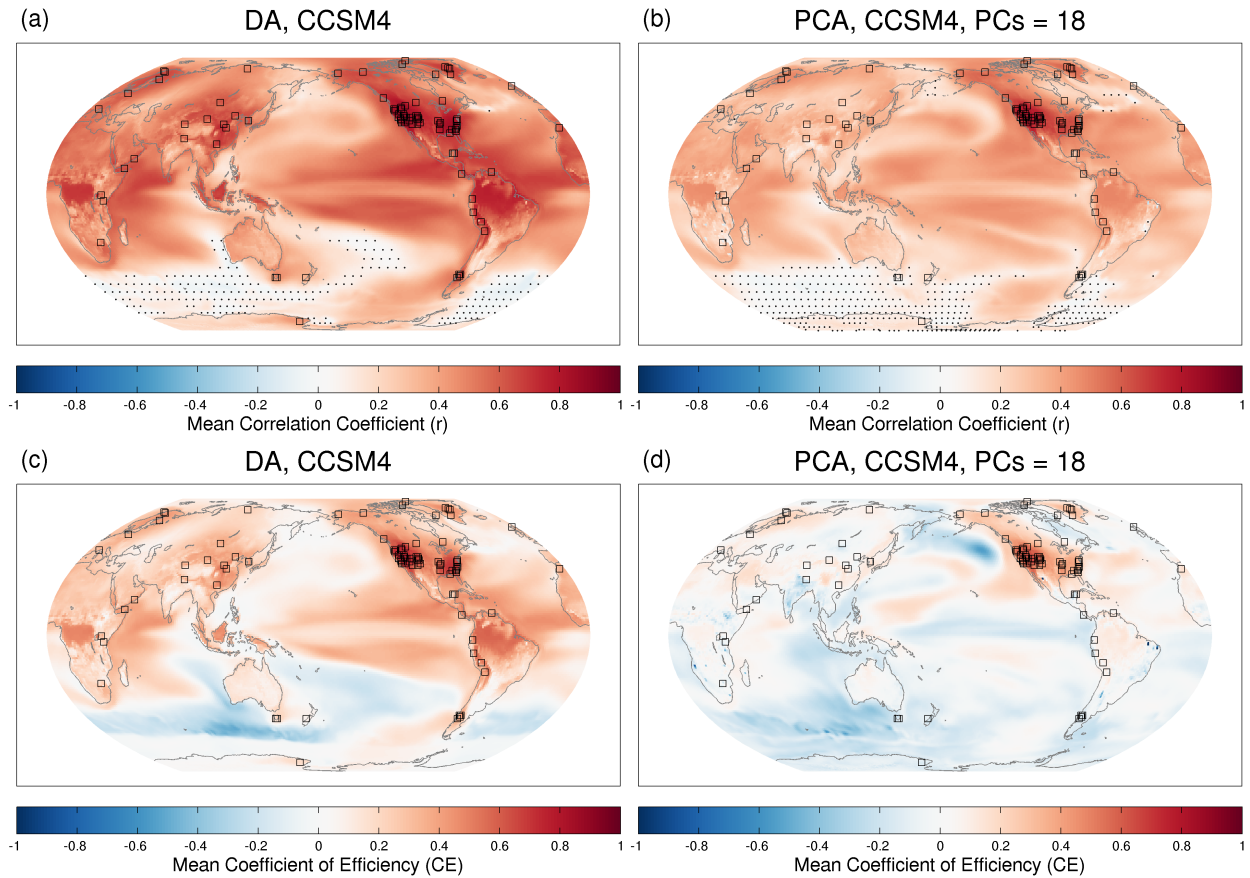 (a) DA, CCSM4
(b) PCA, CCSM4, PCs = 18
-1 -0.8 -0.6 -0.4 -0.2 0 0.2 0.4 0.6 0.8 1
Mean Correlation Coefficient (r)
-1 -0.8 -0.6 -0.4 -0.2 0 0.2 0.4 0.6 0.8 1
Mean Correlation Coefficient (r)
(c) DA, CCSM4
(d) PCA, CCSM4, PCs = 18
-1 -0.8 -0.6 -0.4 -0.2 0 0.2 0.4 0.6 0.8 1
Mean Coefficient of Efficiency (CE)
-1 -0.8 -0.6 -0.4 -0.2 0 0.2 0.4 0.6 0.8 1
Mean Coefficient of Efficiency (CE)